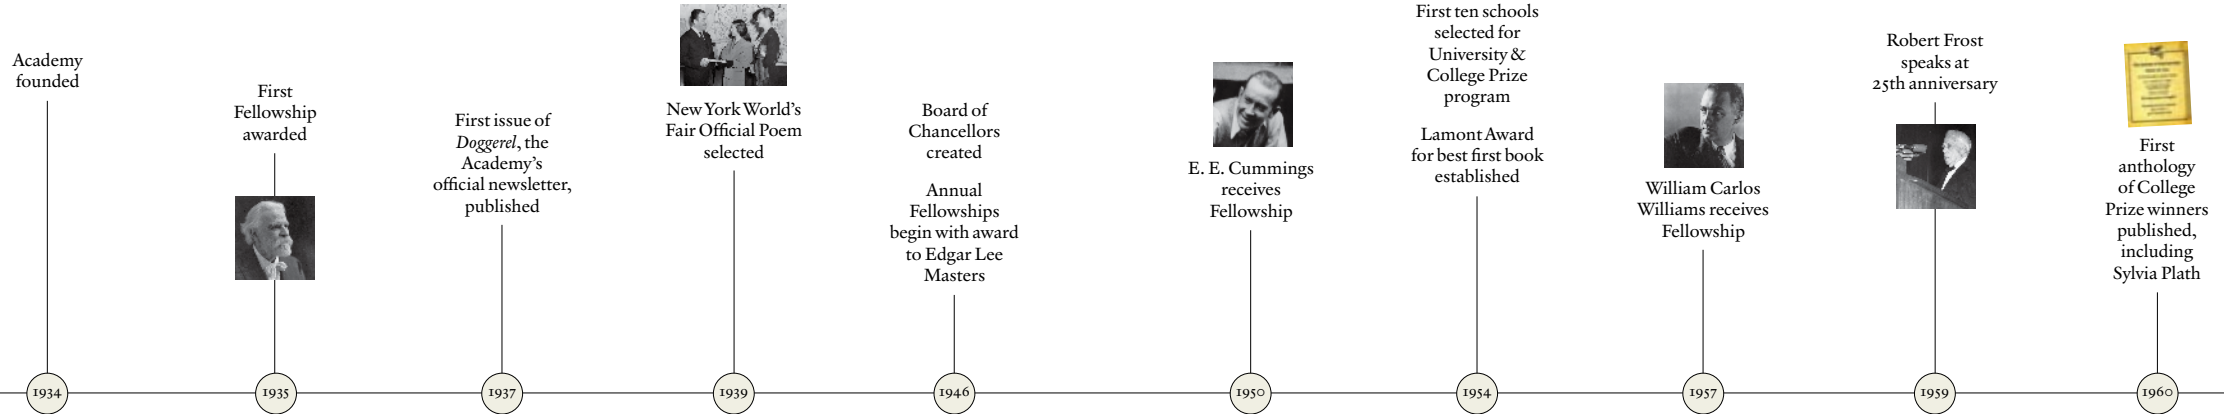 Academy
founded
First
Fellowship
awarded
First issue of
Doggerel, the
Academy's
official newsletter,
published
New York World's
Fair Official Poem
selected
Board of
Chancellors
created
Annual
Fellowships
begin with award
to Edgar Lee
Masters
E. E. Cummings
receives
Fellowship
First ten schools
selected for
University &
College Prize
program
Lamont Award
for best first book
established
William Carlos
Williams receives
Fellowship
Robert Frost
speaks at
25th anniversary
First
anthology
of College
Prize winners
published,
including
Sylvia Plath
1934
1935
1937
1939
1946
1950
1954
1957
1959
1960